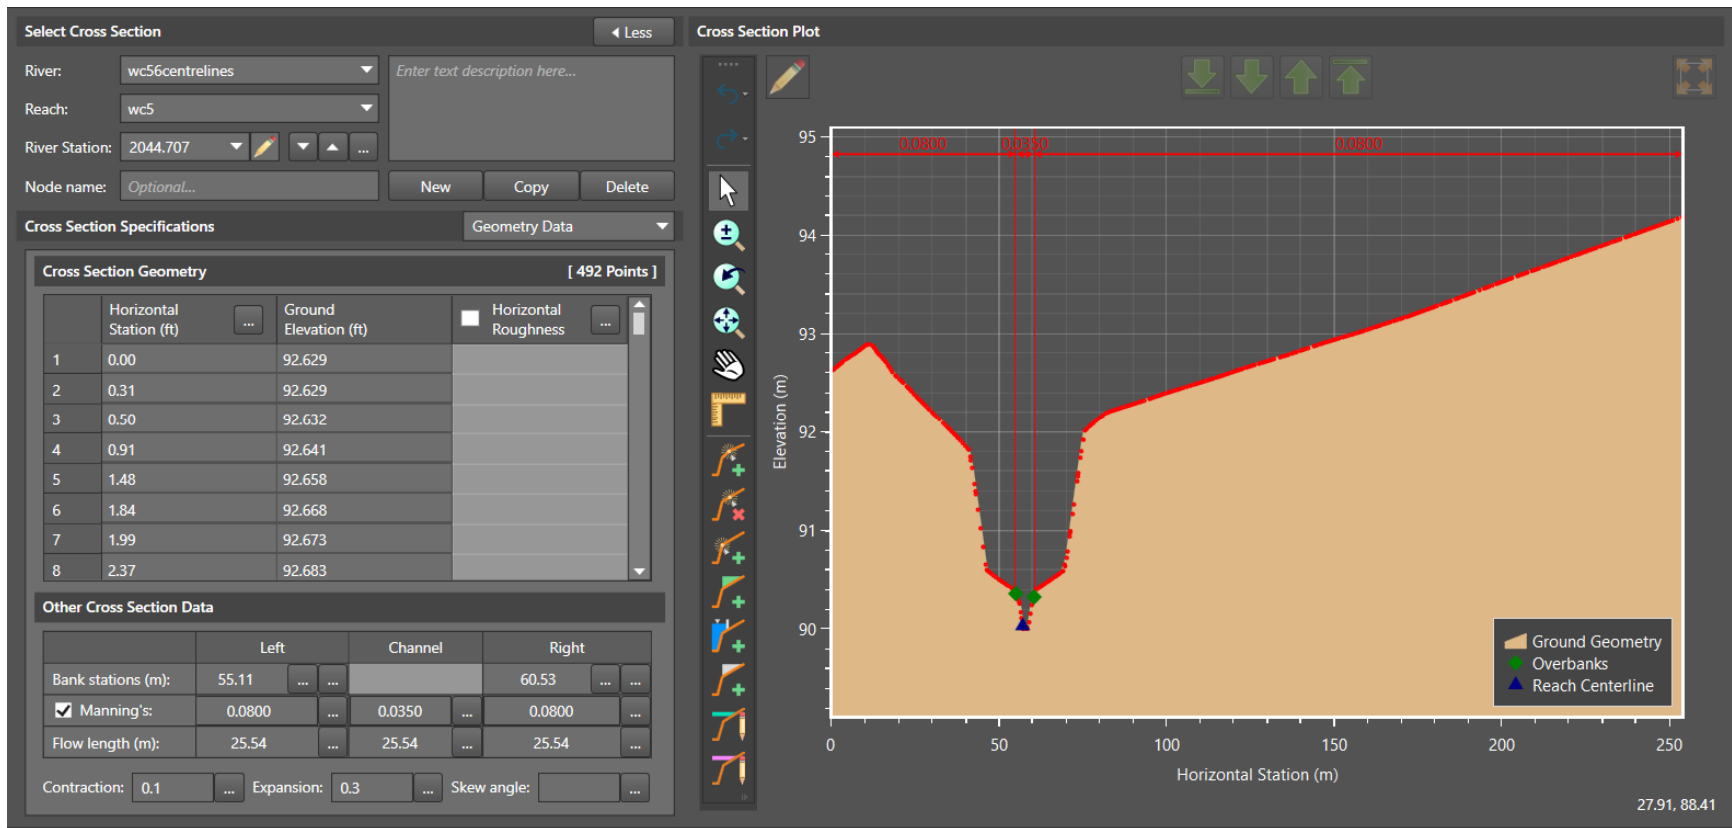 Select Cross Section
Less
River:
wc56centrelines
Enter text description here...
Reach:
wc5
River Station:
2044.707
...
Node name:
Optional...
New
Copy
Delete
Cross Section Specifications
Geometry Data
Cross Section Geometry
[ 492 Points ]
Horizontal Station (ft)
...
Ground Elevation (ft)
Horizontal Roughness
...
1 0.00 92.629
2 0.31 92.629
3 0.50 92.632
4 0.91 92.641
5 1.48 92.658
6 1.84 92.668
7 1.99 92.673
8 2.37 92.683
Other Cross Section Data
Left Channel Right
Bank stations (m): 55.11 ... ... 60.53 ... ...
Manning's: 0.0800 ... 0.0350 ... 0.0800 ...
Flow length (m): 25.54 ... 25.54 ... 25.54 ...
Contraction: 0.1 ... Expansion: 0.3 ... Skew angle: ...
Cross Section Plot
0.0800 0.0350 0.0800
95
94
93
92
91
90
Elevation (m)
0 50 100 150 200 250
Horizontal Station (m)
Ground Geometry
Overbanks
Reach Centerline
27.91, 88.41